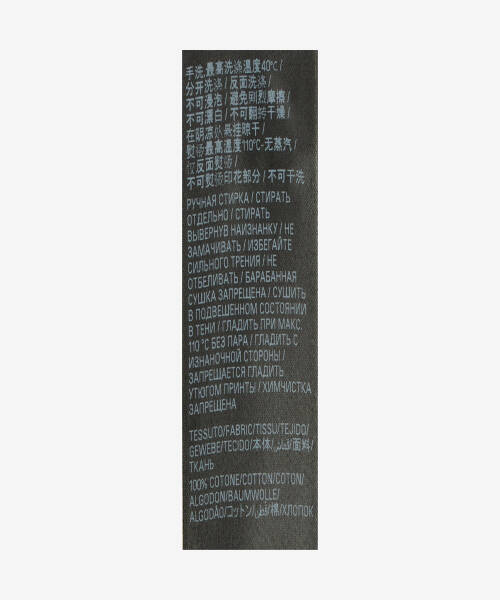 手洗,最高洗涤温度40°C/
分开洗涤/反面洗涤/
不可浸泡/避免剧烈摩擦/
不可漂白/不可翻转干燥/
在阴凉处悬挂晾干/
熨烫最高温度110°C-无蒸汽/
仅反面熨烫/
不可熨烫印花部分/不可干洗
РУЧНАЯ СТИРКА / СТИРАТЬ
ОТДЕЛЬНО / СТИРАТЬ
ВЫВЕРНУВ НАИЗНАНКУ / НЕ
ЗАМАЧИВАТЬ / ИЗБЕГАЙТЕ
СИЛЬНОГО ТРЕНИЯ / НЕ
ОТБЕЛИВАТЬ / БАРАБАННАЯ
СУШКА ЗАПРЕЩЕНА / СУШИТЬ
В ПОДВЕШЕННОМ СОСТОЯНИИ
В ТЕНИ / ГЛАДИТЬ ПРИ МАКС.
110 °C БЕЗ ПАРА / ГЛАДИТЬ С
ИЗНАНОЧНОЙ СТОРОНЫ /
ЗАПРЕЩАЕТСЯ ГЛАДИТЬ
УТЮГОМ ПРИНТЫ / ХИМЧИСТКА
ЗАПРЕЩЕНА
TESSUTO/FABRIC/TISSU/TEJIDO/
GEWEBE/TECIDO/本体/قماش/面料/
ТКАНЬ
100% COTONE/COTTON/COTON/
ALGODON/BAUMWOLLE/
ALGODÃO/コットン/قطن/棉/ХЛОПОК